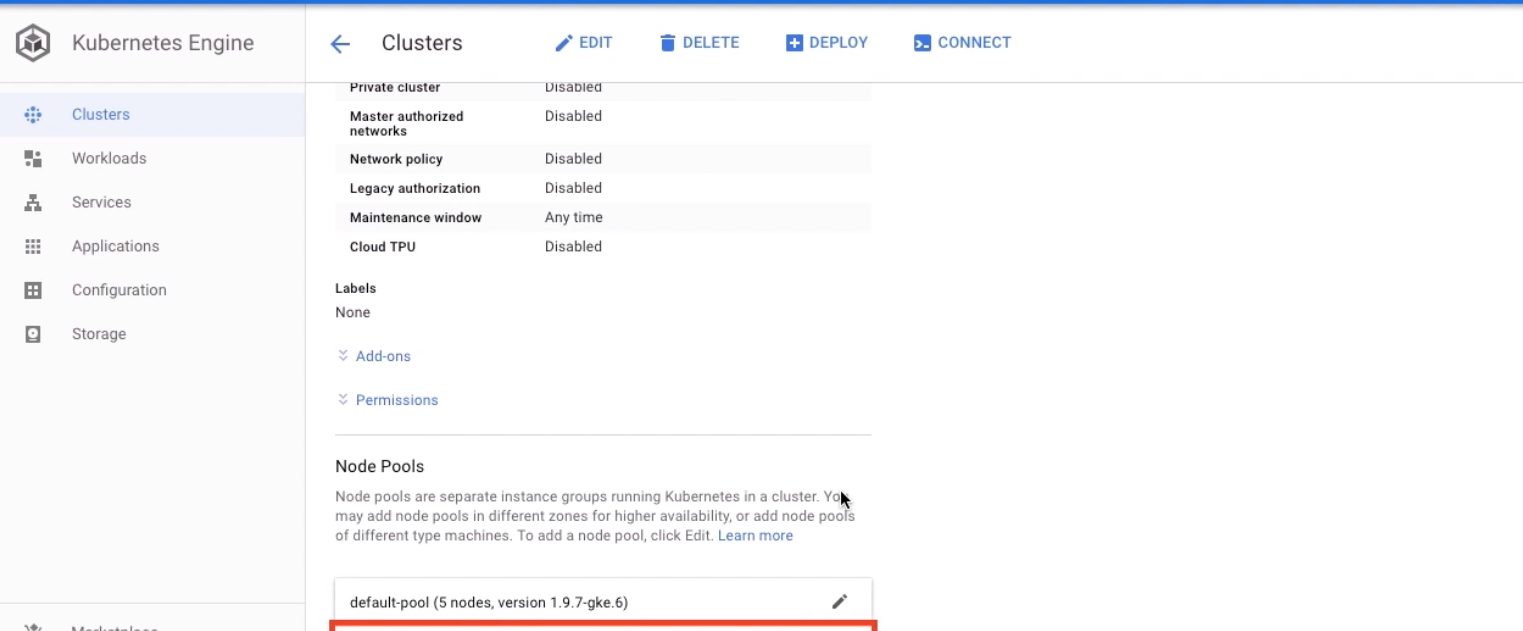 Kubernetes Engine
Clusters
EDIT
DELETE
DEPLOY
CONNECT
Clusters
Workloads
Services
Applications
Configuration
Storage
Marketplace
Private cluster Disabled
Master authorized Disabled
networks
Network policy Disabled
Legacy authorization Disabled
Maintenance window Any time
Cloud TPU Disabled
Labels
None
Add-ons
Permissions
Node Pools
Node pools are separate instance groups running Kubernetes in a cluster. You
may add node pools in different zones for higher availability, or add node pools
of different type machines. To add a node pool, click Edit. Learn more
default-pool (5 nodes, version 1.9.7-gke.6)